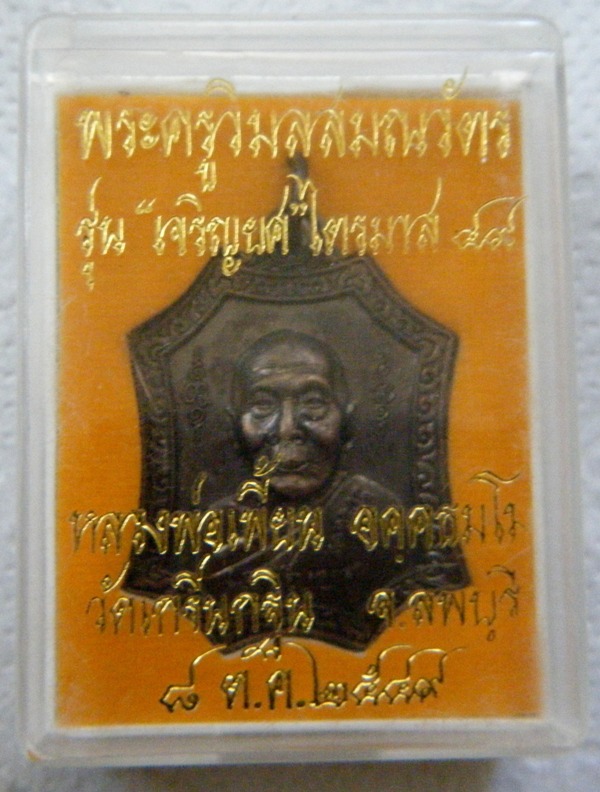 พระครูวิมลสมณวัตร
รุ่น "เจริญยศ" ไตรมาส ๔๙
หลวงพ่อเพี้ยน อคฺคธมฺโม
วัดเกริ่นกฐิน จ.ลพบุรี
๘ ต.ค. ๒๕๔๙